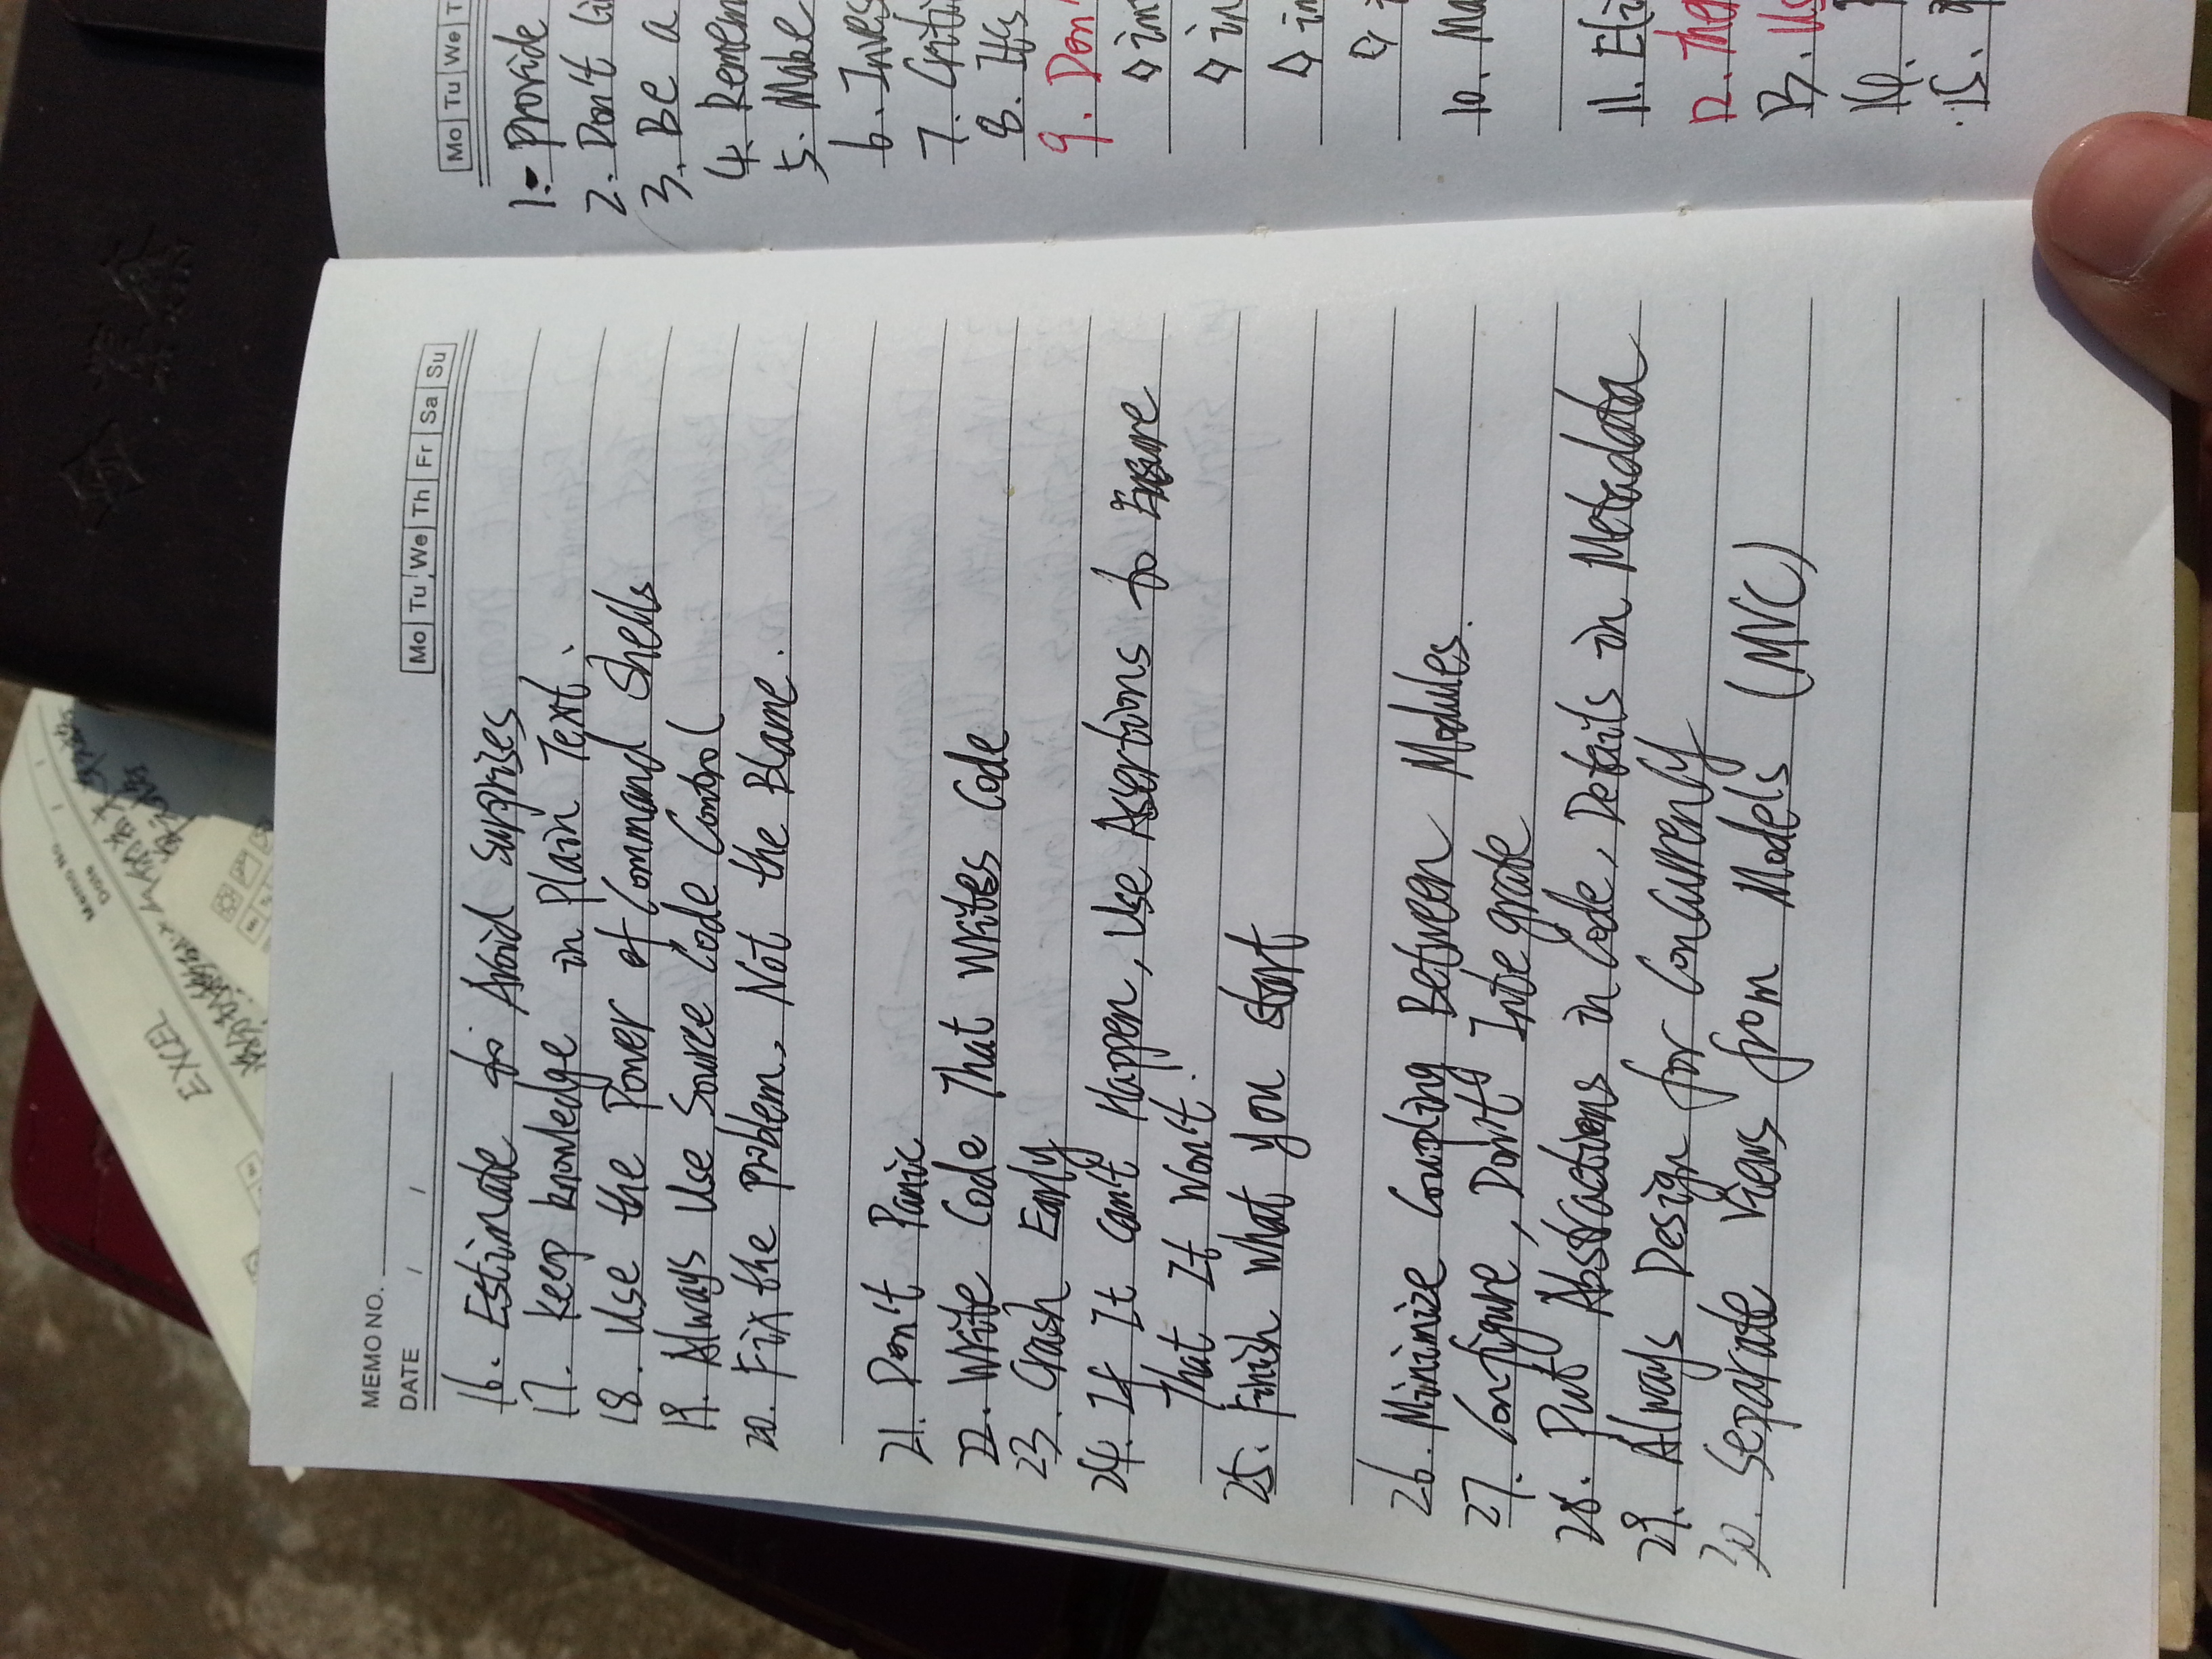 Memo No.
Date / /
EXCEL
单元格
MEMO NO.
DATE / /
Mo Tu We Th Fr Sa Su
16. Estimate to Avoid surprises
17. keep knowledge in Plain Text.
18. Use the Power of Command Shells
19. Always Use Source Code Control
20. Fix the problem, Not the Blame.
21. Don't Panic
22. Write Code That Writes Code
23. Crash Early
24. If It Can't Happen, Use Assertions to Ensure
That It Won't.
25. Finish what you start
26. Minimize Coupling Between Modules.
27. Configure, Don't Integrate
28. Put Abstractions in Code, Details in Metadata
29. Always Design for Concurrency
30. Separate Views from Models (MVC)
Mo Tu We T
1. provide
2. Don't Li
3. Be a
4. Remem
5. Make
6. Inves
7. Criti
8. It's
9. Don'
◇ in
◇ in
◇ in
◇ i
10. Ma
11. Eli
12. The
13. Us
14.
15.